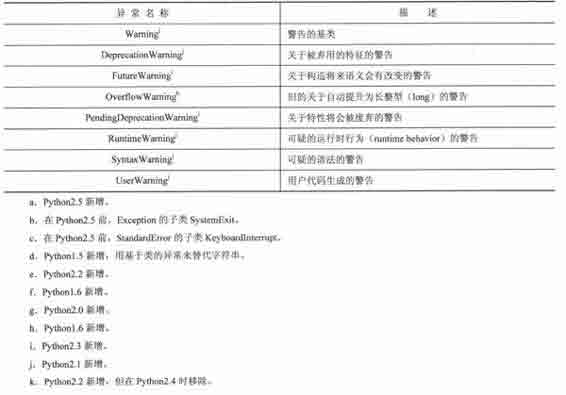 异 常 名 称 描 述
Warning^j 警告的基类
DeprecationWarning^j 关于被弃用的特征的警告
FutureWarning^i 关于构造将来语义会有改变的警告
OverflowWarning^k 旧的关于自动提升为长整型（long）的警告
PendingDeprecationWarning^i 关于特性将会被废弃的警告
RuntimeWarning^j 可疑的运行时行为（runtime behavior）的警告
SyntaxWarning^j 可疑的语法的警告
UserWarning^j 用户代码生成的警告
a．Python2.5 新增。
b．在 Python2.5 前，Exception 的子类 SystemExit。
c．在 Python2.5 前，StandardError 的子类 KeyboardInterrupt。
d．Python1.5 新增，用基于类的异常来替代字符串。
e．Python2.2 新增。
f．Python1.6 新增。
g．Python2.0 新增。
h．Python1.6 新增。
i．Python2.3 新增。
j．Python2.1 新增。
k．Python2.2 新增，但在 Python2.4 时移除。